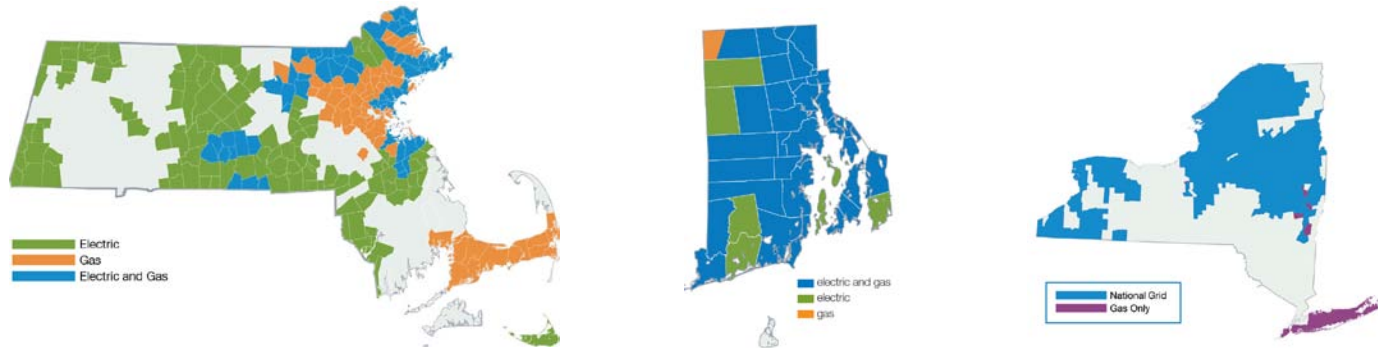 Electric
Gas
Electric and Gas
electric and gas
electric
gas
National Grid
Gas Only